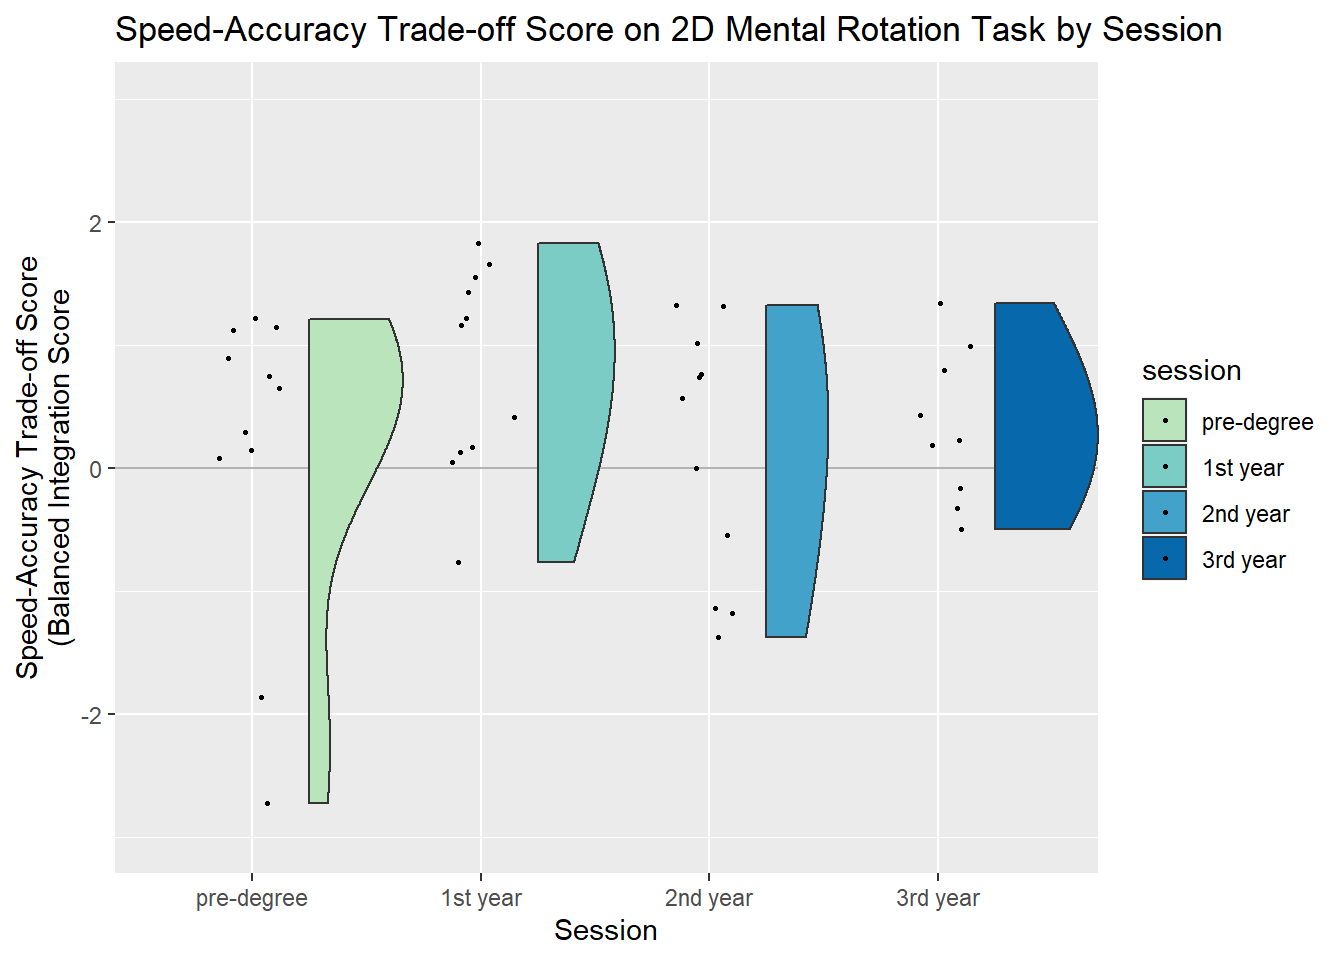 Speed-Accuracy Trade-off Score on 2D Mental Rotation Task by Session
Speed-Accuracy Trade-off Score
(Balanced Integration Score
2
0
-2
pre-degree
1st year
2nd year
3rd year
Session
session
pre-degree
1st year
2nd year
3rd year